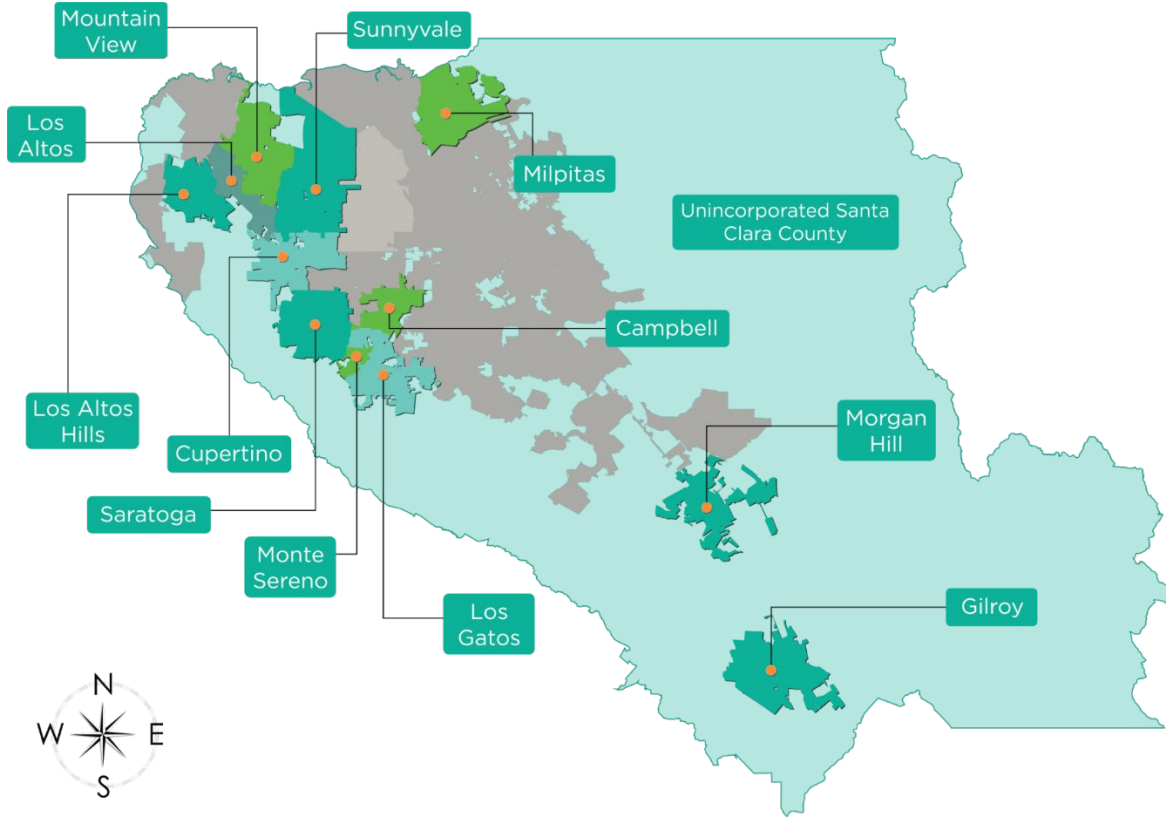 Mountain
View
Sunnyvale
Los
Altos
Milpitas
Unincorporated Santa
Clara County
Campbell
Los Altos
Hills
Cupertino
Morgan
Hill
Saratoga
Monte
Sereno
Los
Gatos
Gilroy
N
W E
S